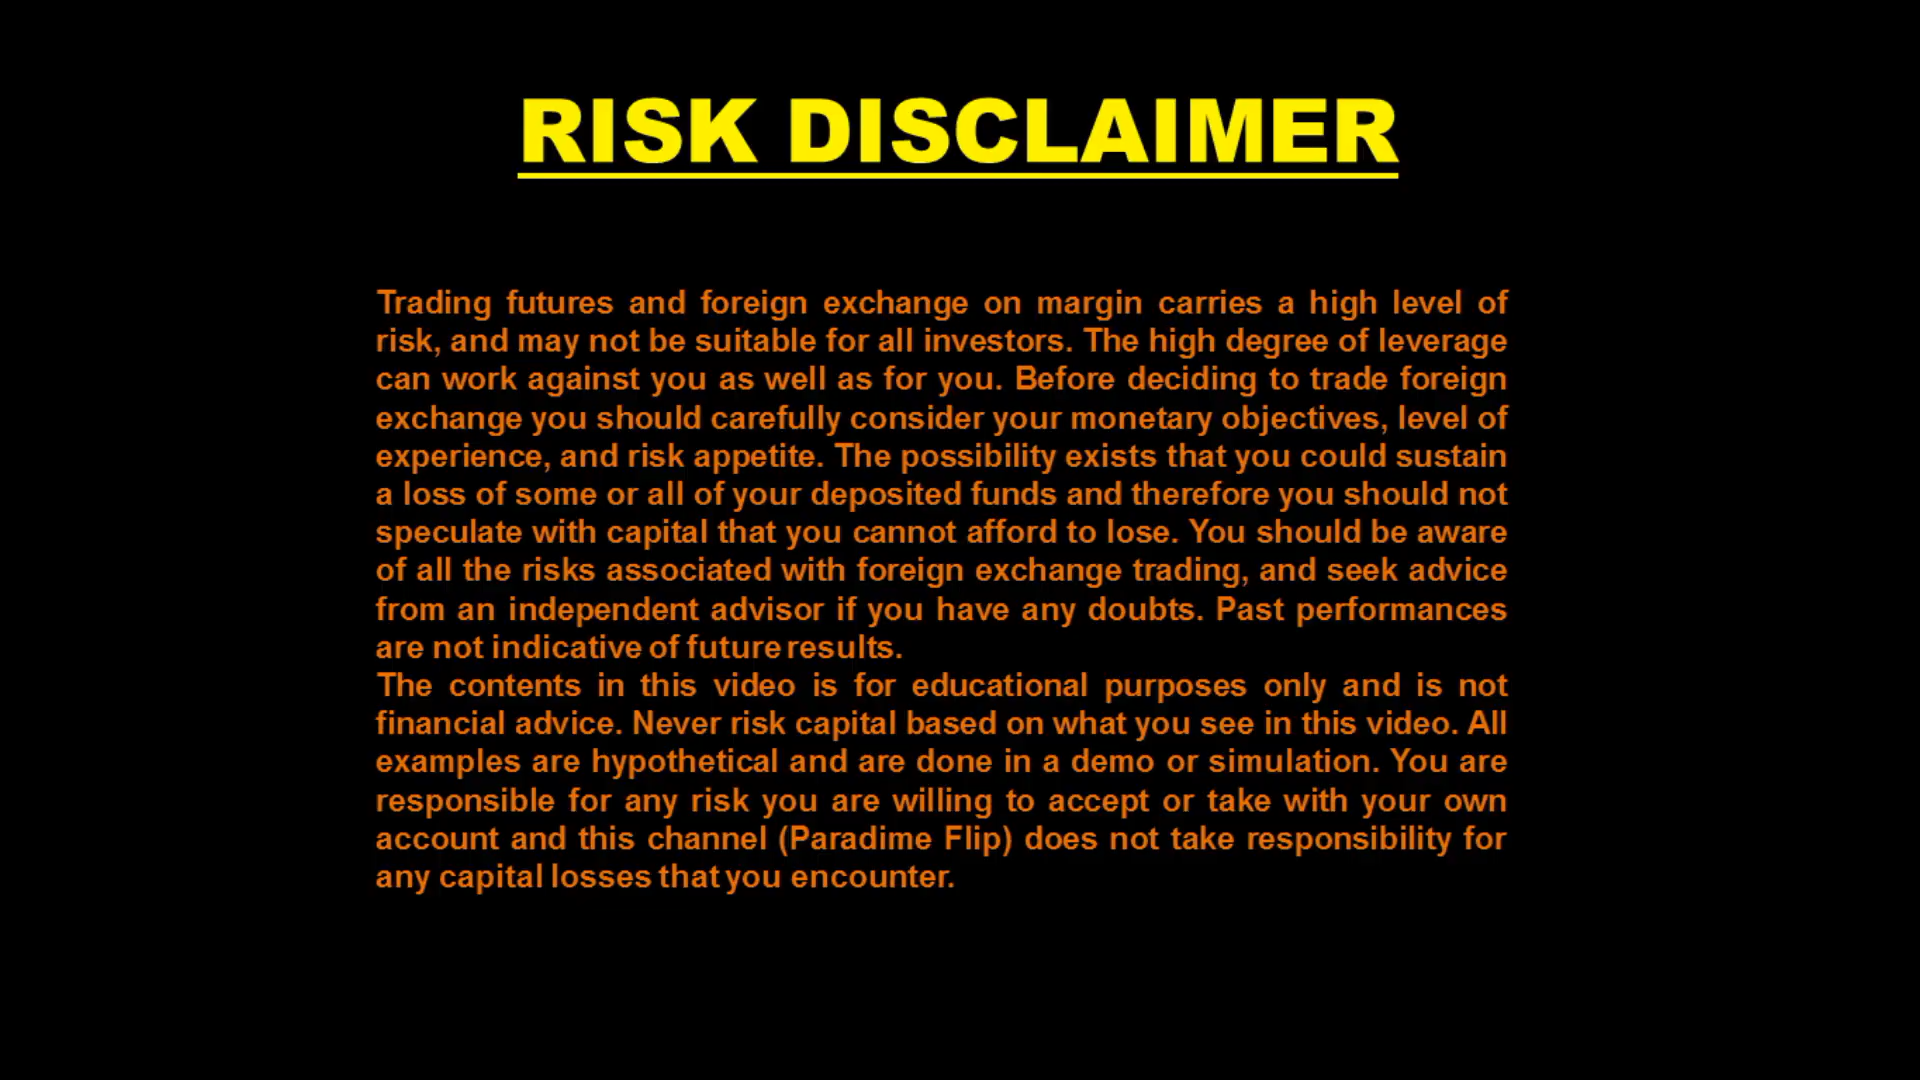 RISK DISCLAIMER
Trading futures and foreign exchange on margin carries a high level of
risk, and may not be suitable for all investors. The high degree of leverage
can work against you as well as for you. Before deciding to trade foreign
exchange you should carefully consider your monetary objectives, level of
experience, and risk appetite. The possibility exists that you could sustain
a loss of some or all of your deposited funds and therefore you should not
speculate with capital that you cannot afford to lose. You should be aware
of all the risks associated with foreign exchange trading, and seek advice
from an independent advisor if you have any doubts. Past performances
are not indicative of future results.
The contents in this video is for educational purposes only and is not
financial advice. Never risk capital based on what you see in this video. All
examples are hypothetical and are done in a demo or simulation. You are
responsible for any risk you are willing to accept or take with your own
account and this channel (Paradime Flip) does not take responsibility for
any capital losses that you encounter.